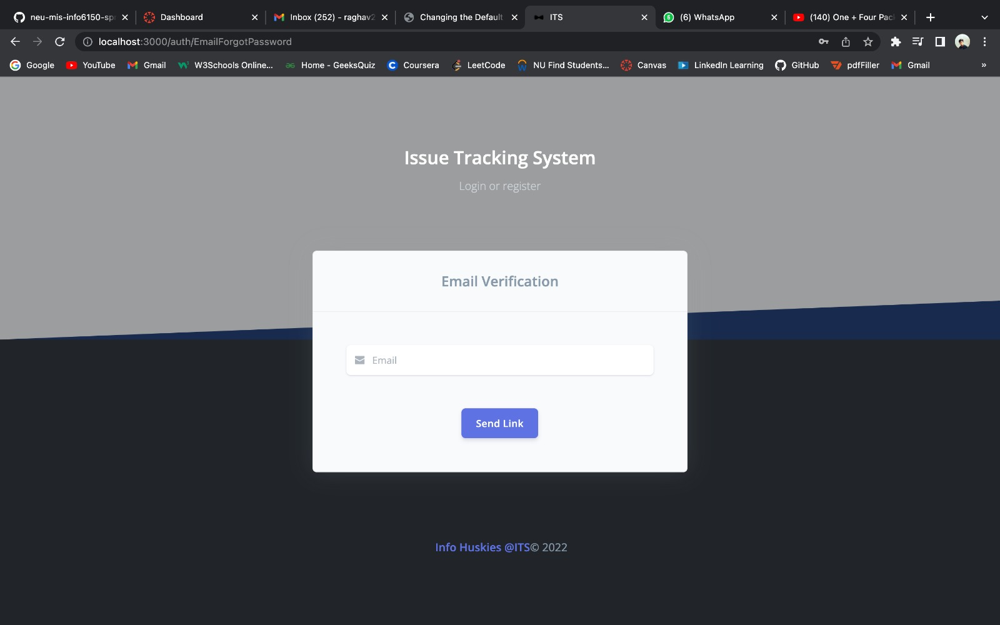 neu-mis-info6150-spr
Dashboard
Inbox (252) - raghav2
Changing the Default
ITS
(6) WhatsApp
(140) One + Four Pac
localhost:3000/auth/EmailForgotPassword
Google
YouTube
Gmail
W3Schools Online...
Home - GeeksQuiz
Coursera
LeetCode
NU Find Students...
Canvas
LinkedIn Learning
GitHub
pdfFiller
Gmail
»
Issue Tracking System
Login or register
Email Verification
Email
Send Link
Info Huskies @ITS© 2022